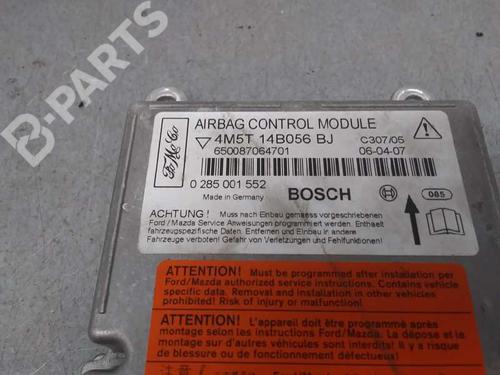 B-PARTS
FoMoCo
AIRBAG CONTROL MODULE
4M5T 14B056 BJ
C307/05
650087064701
06-04-07
0 285 001 552
Made in Germany
BOSCH
085
ACHTUNG! Muss nach Einbau gemaess vorgeschriebenen
Ford / Mazda Service Anweisungen programmiert werden. Enthaelt
fahrzeugspezifische Daten. Entfernen und Einbau in andere
Fahrzeuge verboten! Gefahr von Verletzungen und Fehlfunktionen!
ATTENTION! Must be programmed after installation per
Ford/Mazda authorized service instructions. Contains vehicle
specific data. Removal and installation in other vehicles
prohibited! Risk of injury or malfunction!
ATTENTION! L'appareil doit être programmé après
montage selon les instructions Ford/Mazda. La dépose et le
montage sur d'autres véhicules sont interdits! Il y a risque
de blessure ou de fonctionnement défectueux!
注意!